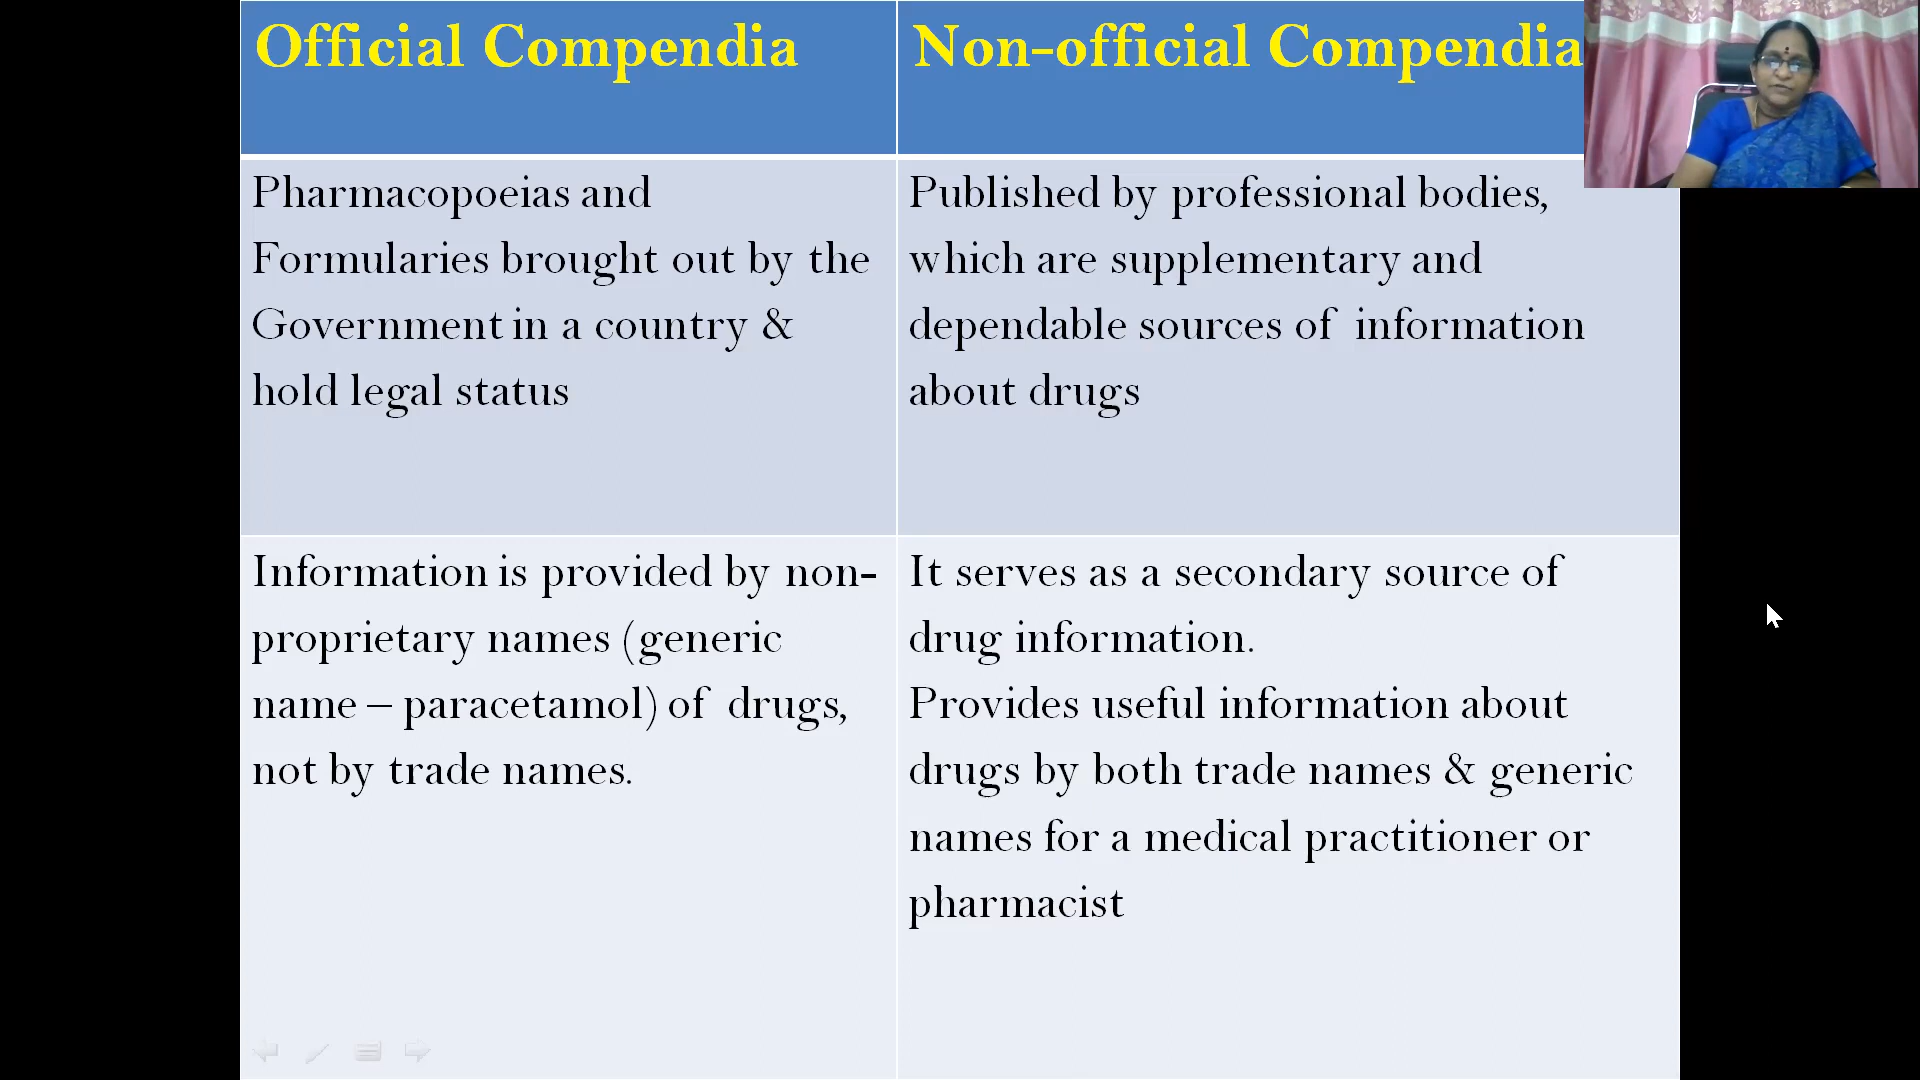 Official Compendia
Non-official Compendia
Pharmacopoeias and
Formularies brought out by the
Government in a country &
hold legal status
Published by professional bodies,
which are supplementary and
dependable sources of information
about drugs
Information is provided by non-
proprietary names (generic
name – paracetamol) of drugs,
not by trade names.
It serves as a secondary source of
drug information.
Provides useful information about
drugs by both trade names & generic
names for a medical practitioner or
pharmacist